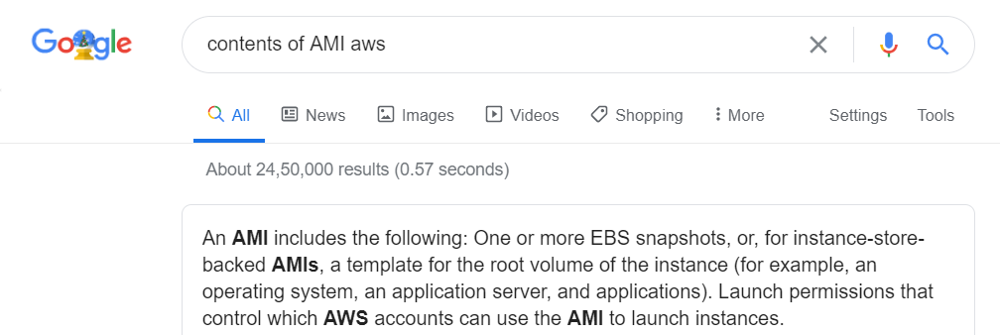 Google
contents of AMI aws
All News Images Videos Shopping More Settings Tools
About 24,50,000 results (0.57 seconds)
An AMI includes the following: One or more EBS snapshots, or, for instance-store-
backed AMIs, a template for the root volume of the instance (for example, an
operating system, an application server, and applications). Launch permissions that
control which AWS accounts can use the AMI to launch instances.